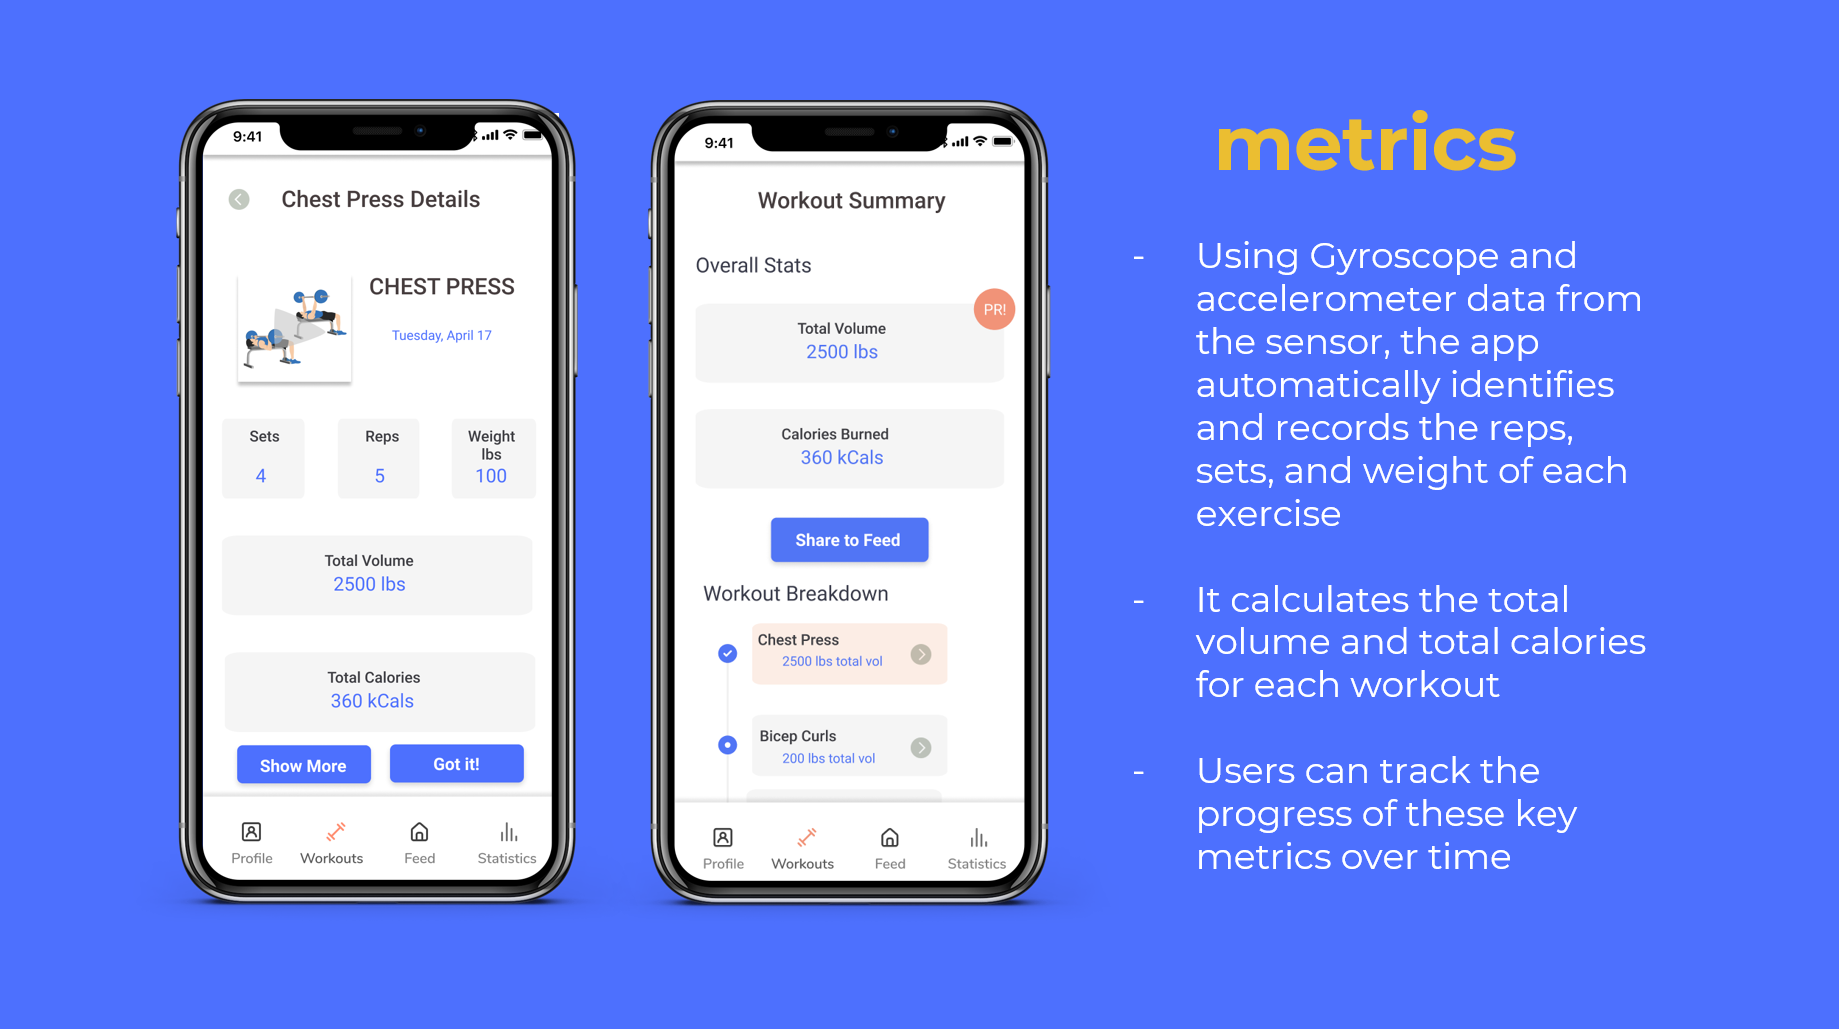 9:41
Chest Press Details
CHEST PRESS
Tuesday, April 17
Sets
4
Reps
5
Weight
lbs
100
Total Volume
2500 lbs
Total Calories
360 kCals
Show More
Got it!
Profile
Workouts
Feed
Statistics
9:41
Workout Summary
Overall Stats
PR!
Total Volume
2500 lbs
Calories Burned
360 kCals
Share to Feed
Workout Breakdown
Chest Press
2500 lbs total vol
Bicep Curls
200 lbs total vol
Profile
Workouts
Feed
Statistics
metrics
- Using Gyroscope and
accelerometer data from
the sensor, the app
automatically identifies
and records the reps,
sets, and weight of each
exercise
- It calculates the total
volume and total calories
for each workout
- Users can track the
progress of these key
metrics over time